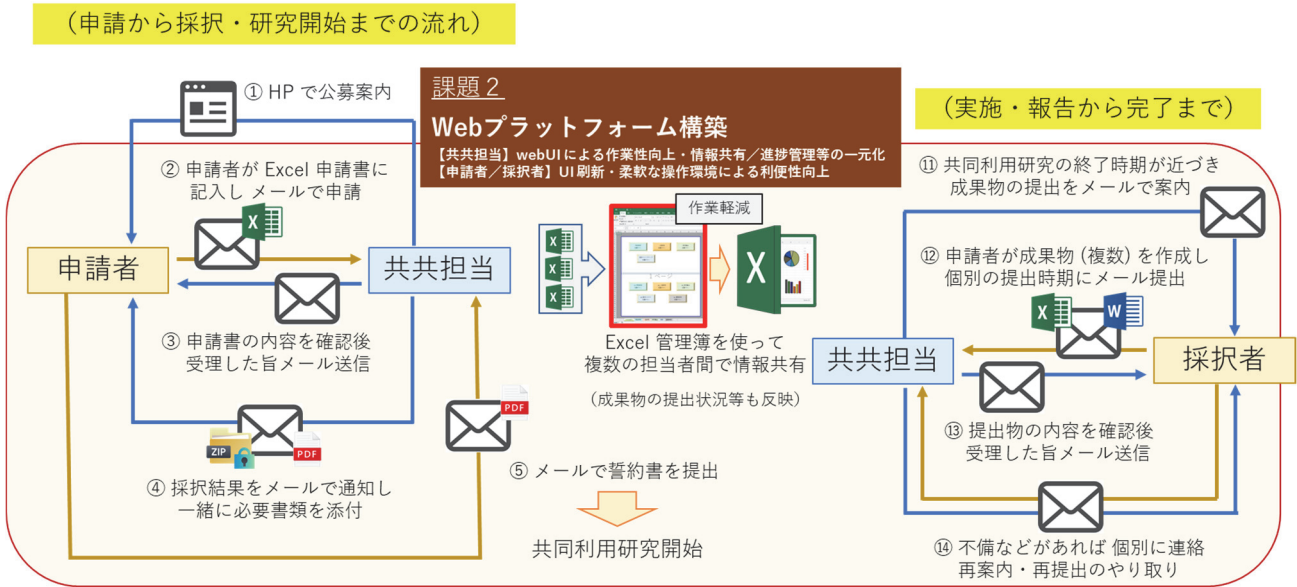 （申請から採択・研究開始までの流れ）
① HP で公募案内
② 申請者が Excel 申請書に
記入し メールで申請
申請者
共共担当
③ 申請書の内容を確認後
受理した旨メール送信
ZIP
PDF
④ 採択結果をメールで通知し
一緒に必要書類を添付
PDF
⑤ メールで誓約書を提出
共同利用研究開始
課題２
Webプラットフォーム構築
【共共担当】webUIによる作業性向上・情報共有／進捗管理等の一元化
【申請者／採択者】UI刷新・柔軟な操作環境による利便性向上
作業軽減
Excel 管理簿を使って
複数の担当者間で情報共有
（成果物の提出状況等も反映）
（実施・報告から完了まで）
⑪ 共同利用研究の終了時期が近づき
成果物の提出をメールで案内
⑫ 申請者が成果物 (複数) を作成し
個別の提出時期にメール提出
共共担当
採択者
⑬ 提出物の内容を確認後
受理した旨メール送信
⑭ 不備などがあれば 個別に連絡
再案内・再提出のやり取り